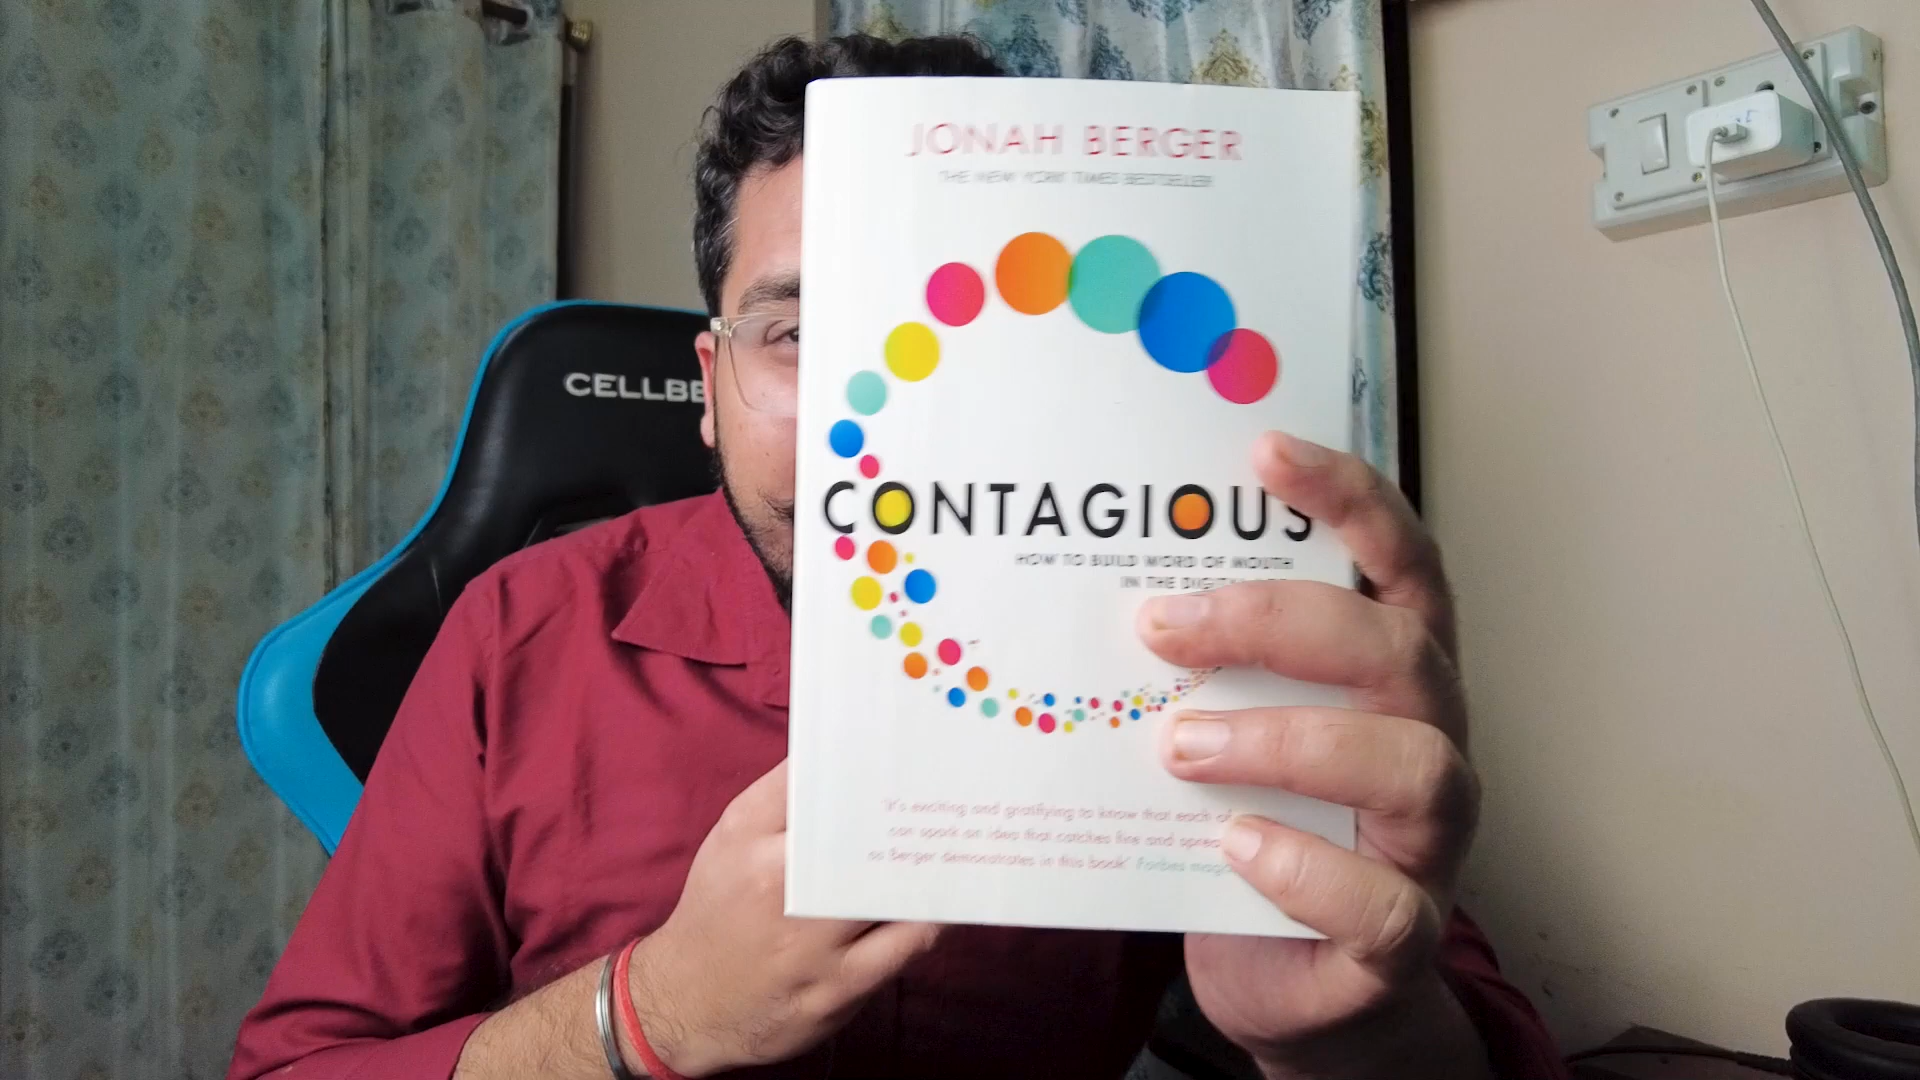 JONAH BERGER
THE NEW YORK TIMES BESTSELLER
CELLBE
CONTAGIOUS
HOW TO BUILD WORD OF MOUTH
IN THE DIGITAL
'It's exciting and gratifying to know that each of
can spark an idea that catches fire and
as Berger demonstrates in this book' Forbes